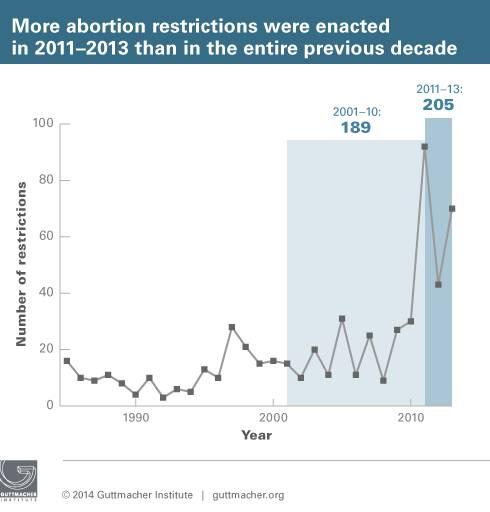 More abortion restrictions were enacted
in 2011–2013 than in the entire previous decade
2011–13:
205
2001–10:
189
100
80
60
40
20
0
Number of restrictions
1990
2000
2010
Year
GUTTMACHER
INSTITUTE
© 2014 Guttmacher Institute | guttmacher.org